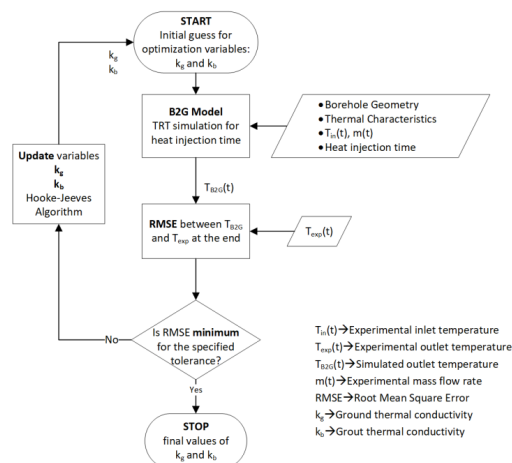 START
Initial guess for
optimization variables:
kg and kb
kg
kb
B2G Model
TRT simulation for
heat injection time
• Borehole Geometry
• Thermal Characteristics
• Tin(t), m(t)
• Heat injection time
Update variables
kg
kb
Hooke-Jeeves
Algorithm
TB2G(t)
RMSE between TB2G
and Texp at the end
Texp(t)
Is RMSE minimum
for the specified
tolerance?
No
Yes
STOP
final values of
kg and kb
Tin(t)→Experimental inlet temperature
Texp(t)→Experimental outlet temperature
TB2G(t)→Simulated outlet temperature
m(t)→Experimental mass flow rate
RMSE→Root Mean Square Error
kg→Ground thermal conductivity
kb→Grout thermal conductivity